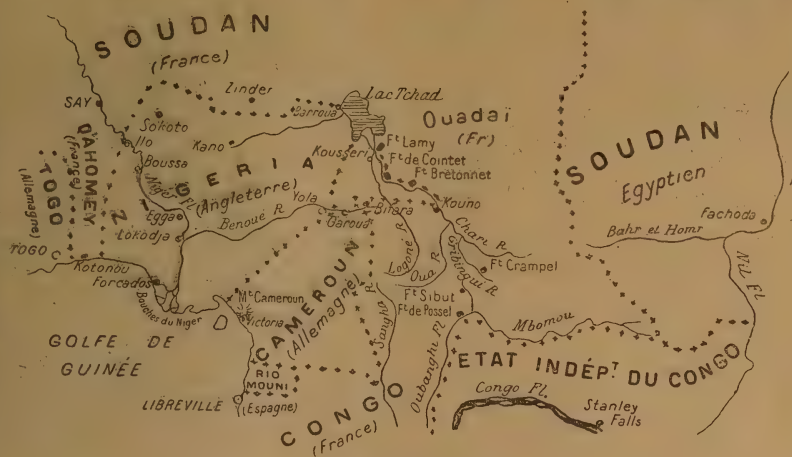 SOUDAN
(France)
SAY
Zinder
Barroua
Lac Tchad
Ouadaï
(Fr)
Sokoto
Ilo
Kano
Kousseri
Ft Lamy
Ft de Cointet
Ft Bretonnet
SOUDAN
Egyptien
DAHOMEY
(France)
TOGO
(Allemagne)
Boussa
Niger Fl
NIGERIA
(Angleterre)
Egga
Lokodja
Benoué R
Yola
Garoua
Bifara
Kouno
Chari R
Fachoda
Bahr et Homr
Nil Fl
TOGO
Kotonou
Forcados
Bouches du Niger
Logone R
Oua R
Gribingui R
Ft Crampel
Mt Cameroun
Victoria
CAMEROUN
(Allemagne)
Sangha R
Ft Sibut
Ft de Possel
Oubanghi Fl
Mbomou
GOLFE DE
GUINÉE
RIO
MOUNI
(Espagne)
LIBREVILLE
CONGO
(France)
ETAT INDÉPT DU CONGO
Congo Fl.
Stanley
Falls